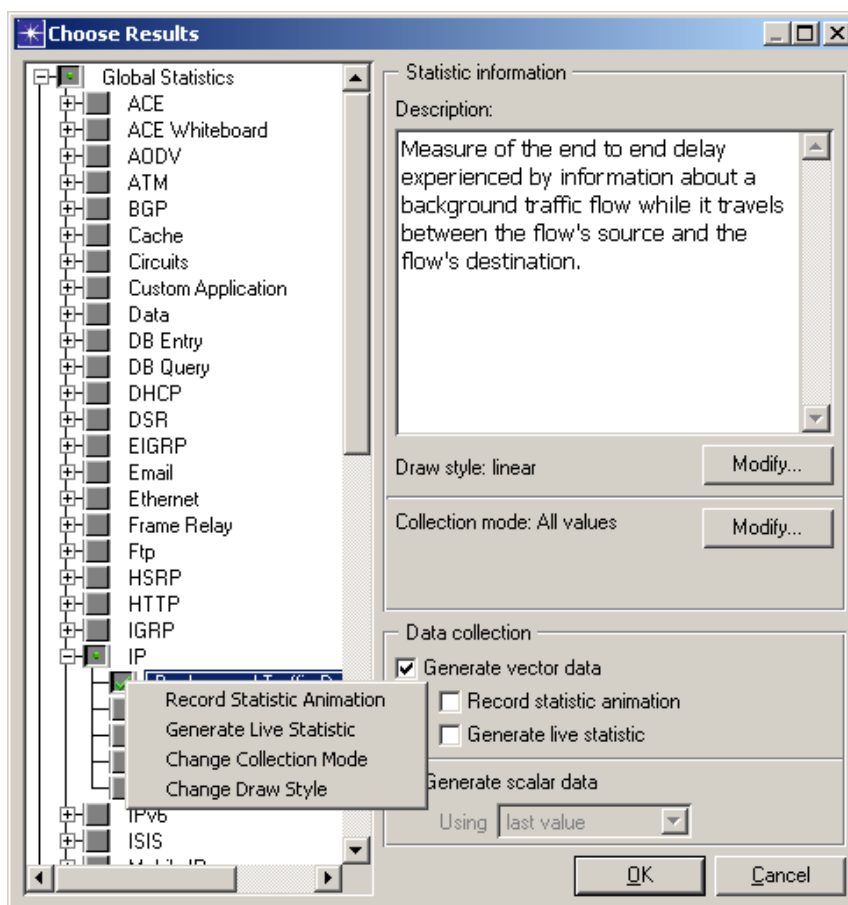 Choose Results
Global Statistics
ACE
ACE Whiteboard
AODV
ATM
BGP
Cache
Circuits
Custom Application
Data
DB Entry
DB Query
DHCP
DSR
EIGRP
Email
Ethernet
Frame Relay
Ftp
HSRP
HTTP
IGRP
IP
Record Statistic Animation
Generate Live Statistic
Change Collection Mode
Change Draw Style
IPv6
ISIS
Statistic information
Description:
Measure of the end to end delay
experienced by information about a
background traffic flow while it travels
between the flow's source and the
flow's destination.
Draw style: linear
Modify...
Collection mode: All values
Modify...
Data collection
Generate vector data
Record statistic animation
Generate live statistic
Generate scalar data
Using last value
OK
Cancel